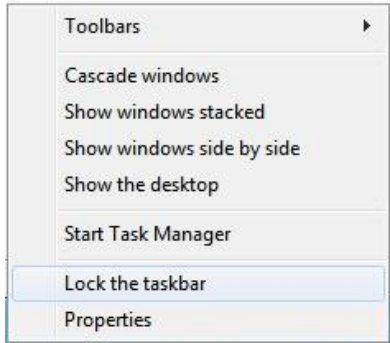 Toolbars
Cascade windows
Show windows stacked
Show windows side by side
Show the desktop
Start Task Manager
Lock the taskbar
Properties